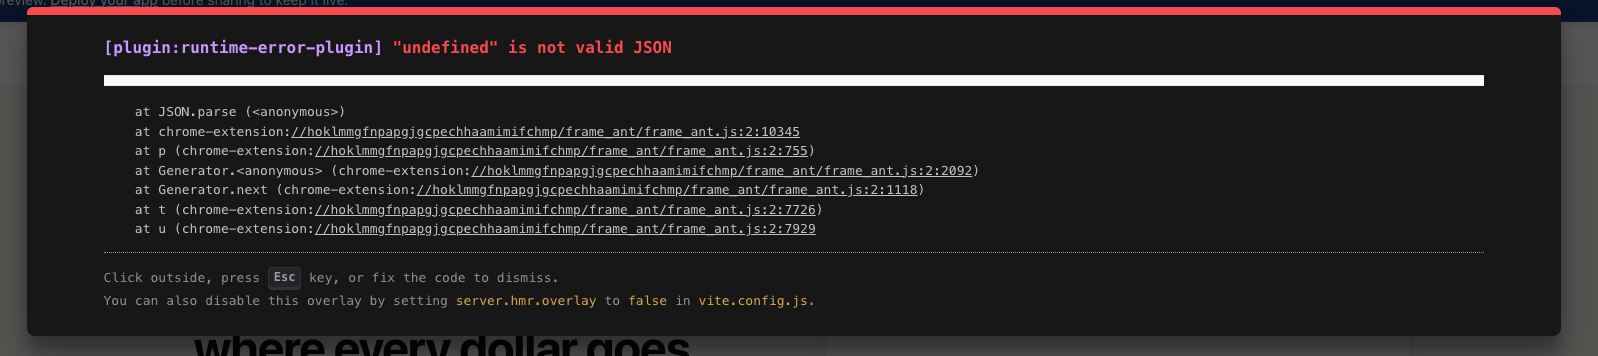 review. Deploy your app before sharing to keep it live.
[plugin:runtime-error-plugin] "undefined" is not valid JSON
at JSON.parse (<anonymous>)
at chrome-extension://hoklmmgfnpapgjgcpechhaamimifchmp/frame_ant/frame_ant.js:2:10345
at p (chrome-extension://hoklmmgfnpapgjgcpechhaamimifchmp/frame_ant/frame_ant.js:2:755)
at Generator.<anonymous> (chrome-extension://hoklmmgfnpapgjgcpechhaamimifchmp/frame_ant/frame_ant.js:2:2092)
at Generator.next (chrome-extension://hoklmmgfnpapgjgcpechhaamimifchmp/frame_ant/frame_ant.js:2:1118)
at t (chrome-extension://hoklmmgfnpapgjgcpechhaamimifchmp/frame_ant/frame_ant.js:2:7726)
at u (chrome-extension://hoklmmgfnpapgjgcpechhaamimifchmp/frame_ant/frame_ant.js:2:7929
Click outside, press Esc key, or fix the code to dismiss.
You can also disable this overlay by setting server.hmr.overlay to false in vite.config.js.
where every dollar goes